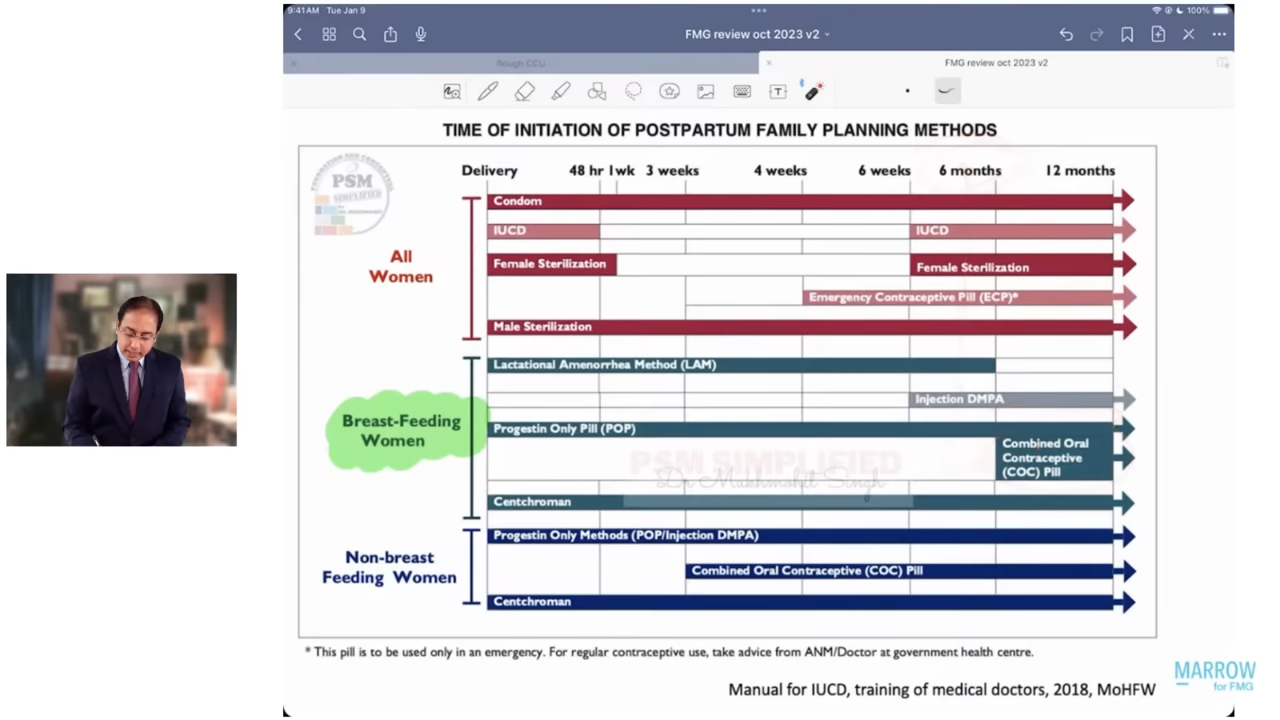 9:41 AM Tue Jan 9
100%
FMG review oct 2023 v2
Rough CCU
FMG review oct 2023 v2
T
TIME OF INITIATION OF POSTPARTUM FAMILY PLANNING METHODS
PSM
SIMPLIFIED
Delivery 48 hr 1wk 3 weeks 4 weeks 6 weeks 6 months 12 months
All
Women
Condom
IUCD IUCD
Female Sterilization Female Sterilization
Emergency Contraceptive Pill (ECP)*
Male Sterilization
Breast-Feeding
Women
Lactational Amenorrhea Method (LAM)
Injection DMPA
Progestin Only Pill (POP)
Combined Oral
Contraceptive
(COC) Pill
PSM SIMPLIFIED
Dr Mukhmohit Singh
Centchroman
Non-breast
Feeding Women
Progestin Only Methods (POP/Injection DMPA)
Combined Oral Contraceptive (COC) Pill
Centchroman
* This pill is to be used only in an emergency. For regular contraceptive use, take advice from ANM/Doctor at government health centre.
Manual for IUCD, training of medical doctors, 2018, MoHFW
MARROW
for FMG